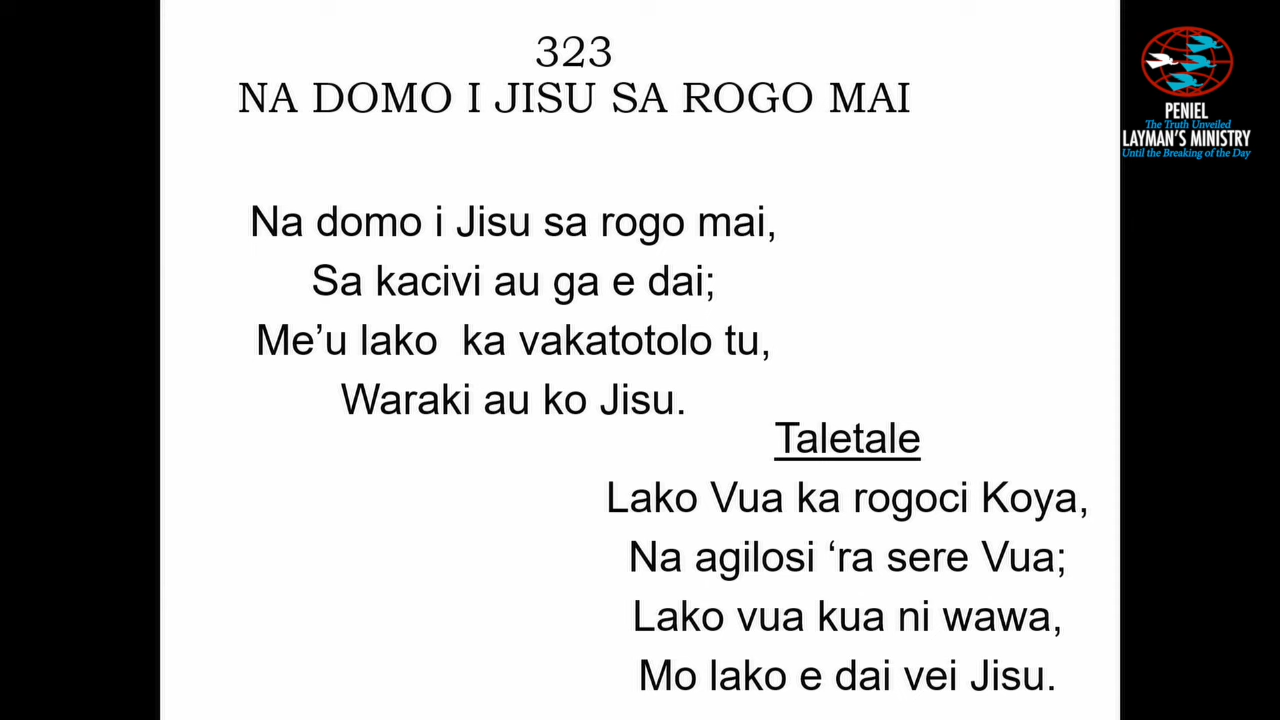 323
NA DOMO I JISU SA ROGO MAI
Na domo i Jisu sa rogo mai,
Sa kacivi au ga e dai;
Me’u lako ka vakatotolo tu,
Waraki au ko Jisu.
Taletale
Lako Vua ka rogoci Koya,
Na agilosi ‘ra sere Vua;
Lako vua kua ni wawa,
Mo lako e dai vei Jisu.
PENIEL
The Truth Unveiled
LAYMAN'S MINISTRY
Until the Breaking of the Day